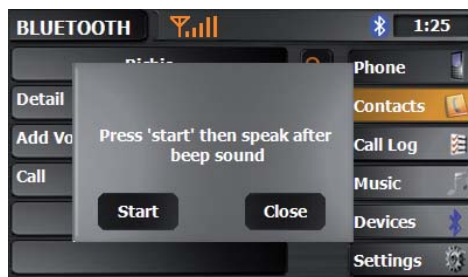 BLUETOOTH 1:25
Phone
Detail
Contacts
Add Vo
Press 'start' then speak after
beep sound
Call Log
Call
Music
Start Close
Devices
Settings